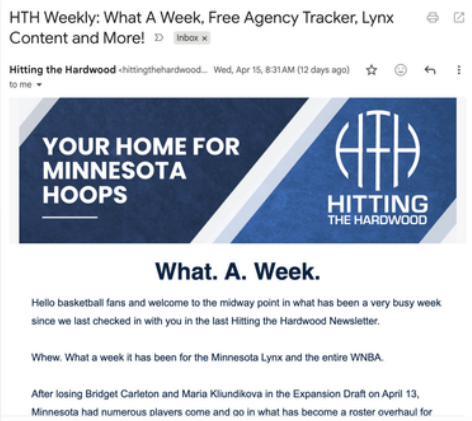 HTH Weekly: What A Week, Free Agency Tracker, Lynx
Content and More! Inbox x
Hitting the Hardwood <hittingthehardwood... Wed, Apr 15, 8:31 AM (12 days ago)
to me
YOUR HOME FOR
MINNESOTA
HOOPS
HTH
HITTING
THE HARDWOOD
What. A. Week.
Hello basketball fans and welcome to the midway point in what has been a very busy week
since we last checked in with you in the last Hitting the Hardwood Newsletter.
Whew. What a week it has been for the Minnesota Lynx and the entire WNBA.
After losing Bridget Carleton and Maria Kliundikova in the Expansion Draft on April 13,
Minnesota had numerous players come and go in what has become a roster overhaul for